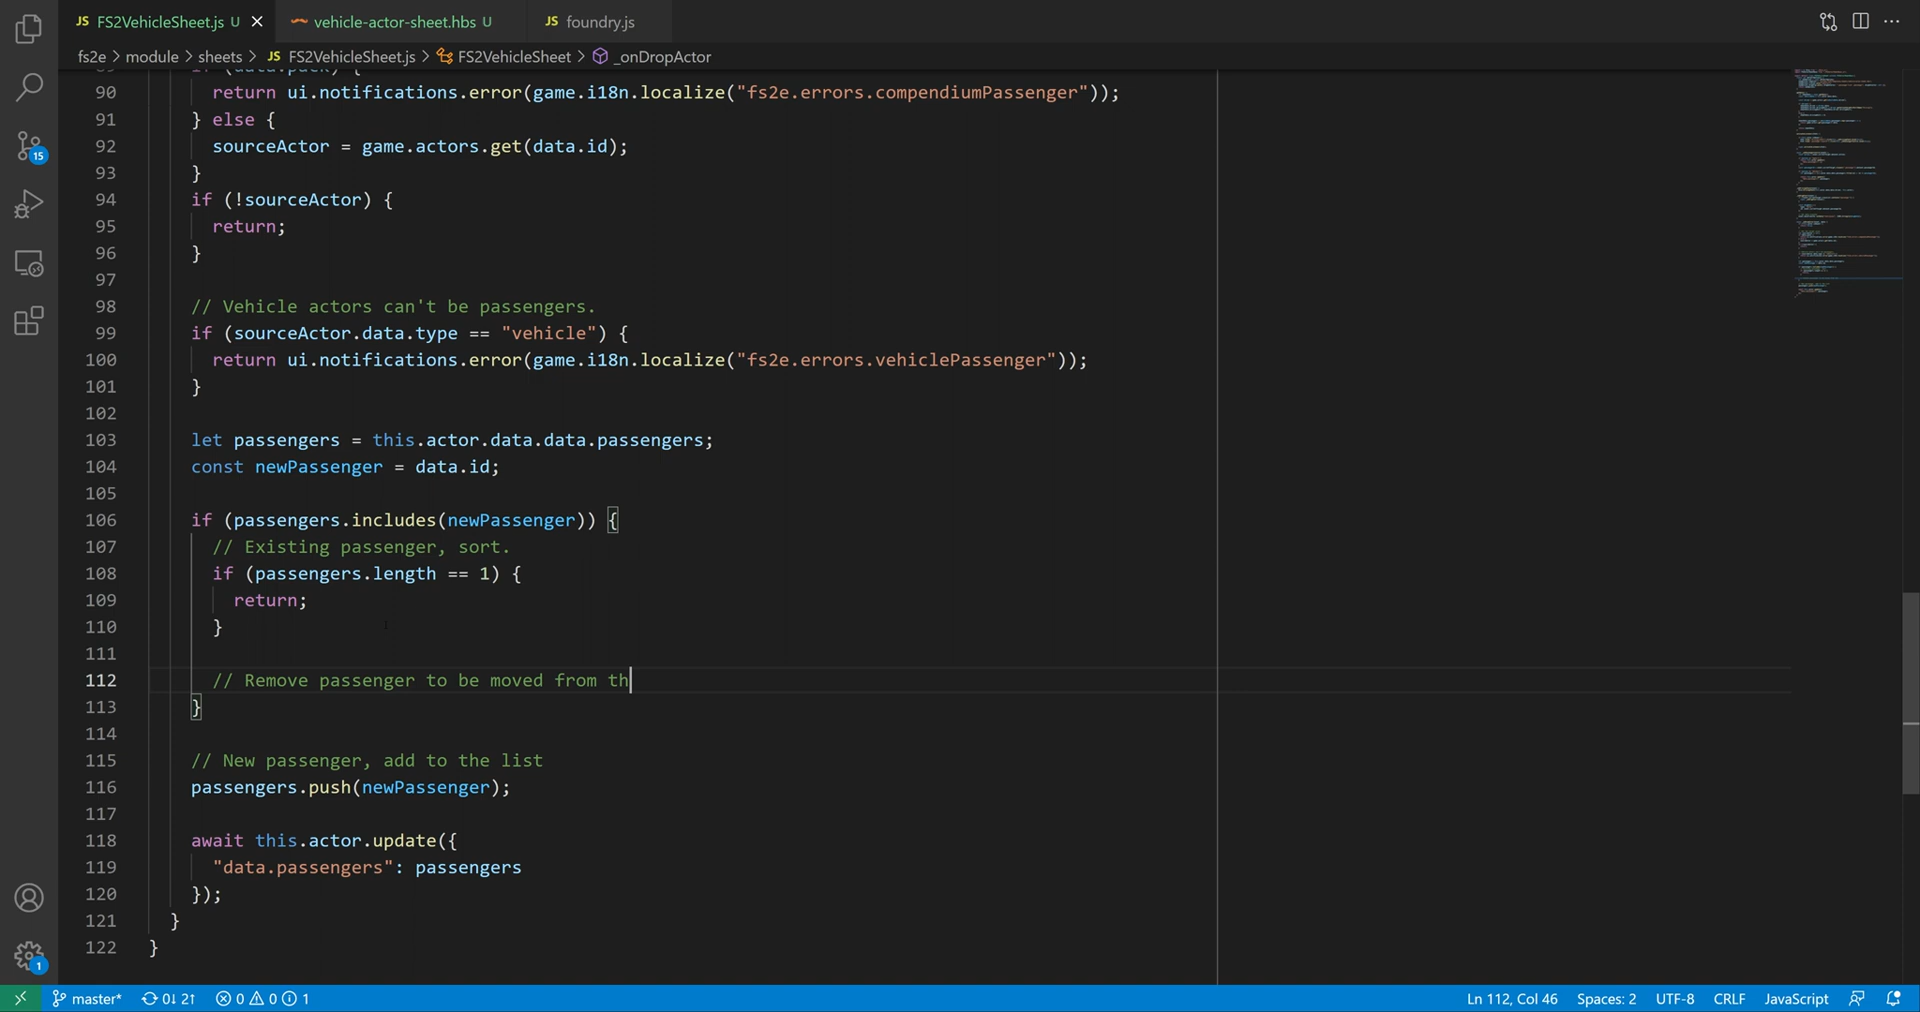 JS FS2VehicleSheet.js U
vehicle-actor-sheet.hbs U
JS foundry.js
fs2e > module > sheets > JS FS2VehicleSheet.js > FS2VehicleSheet > _onDropActor
90 return ui.notifications.error(game.i18n.localize("fs2e.errors.compendiumPassenger"));
91 } else {
92 sourceActor = game.actors.get(data.id);
93 }
94 if (!sourceActor) {
95 return;
96 }
97
98 // Vehicle actors can't be passengers.
99 if (sourceActor.data.type == "vehicle") {
100 return ui.notifications.error(game.i18n.localize("fs2e.errors.vehiclePassenger"));
101 }
102
103 let passengers = this.actor.data.data.passengers;
104 const newPassenger = data.id;
105
106 if (passengers.includes(newPassenger)) {
107 // Existing passenger, sort.
108 if (passengers.length == 1) {
109 return;
110 }
111
112 // Remove passenger to be moved from th
113 }
114
115 // New passenger, add to the list
116 passengers.push(newPassenger);
117
118 await this.actor.update({
119 "data.passengers": passengers
120 });
121 }
122 }
15
1
master* 0↓ 2↑ 0 0 1
Ln 112, Col 46 Spaces: 2 UTF-8 CRLF JavaScript